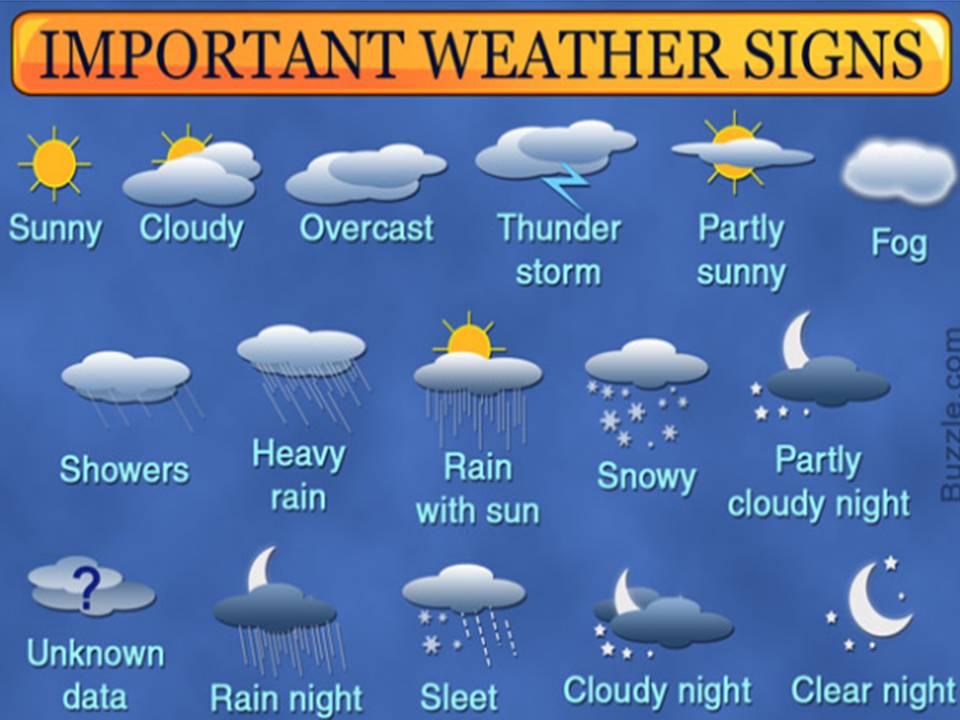 IMPORTANT WEATHER SIGNS
Sunny
Cloudy
Overcast
Thunder
storm
Partly
sunny
Fog
Showers
Heavy
rain
Rain
with sun
Snowy
Partly
cloudy night
?
Unknown
data
Rain night
Sleet
Cloudy night
Clear night
Buzzle.com